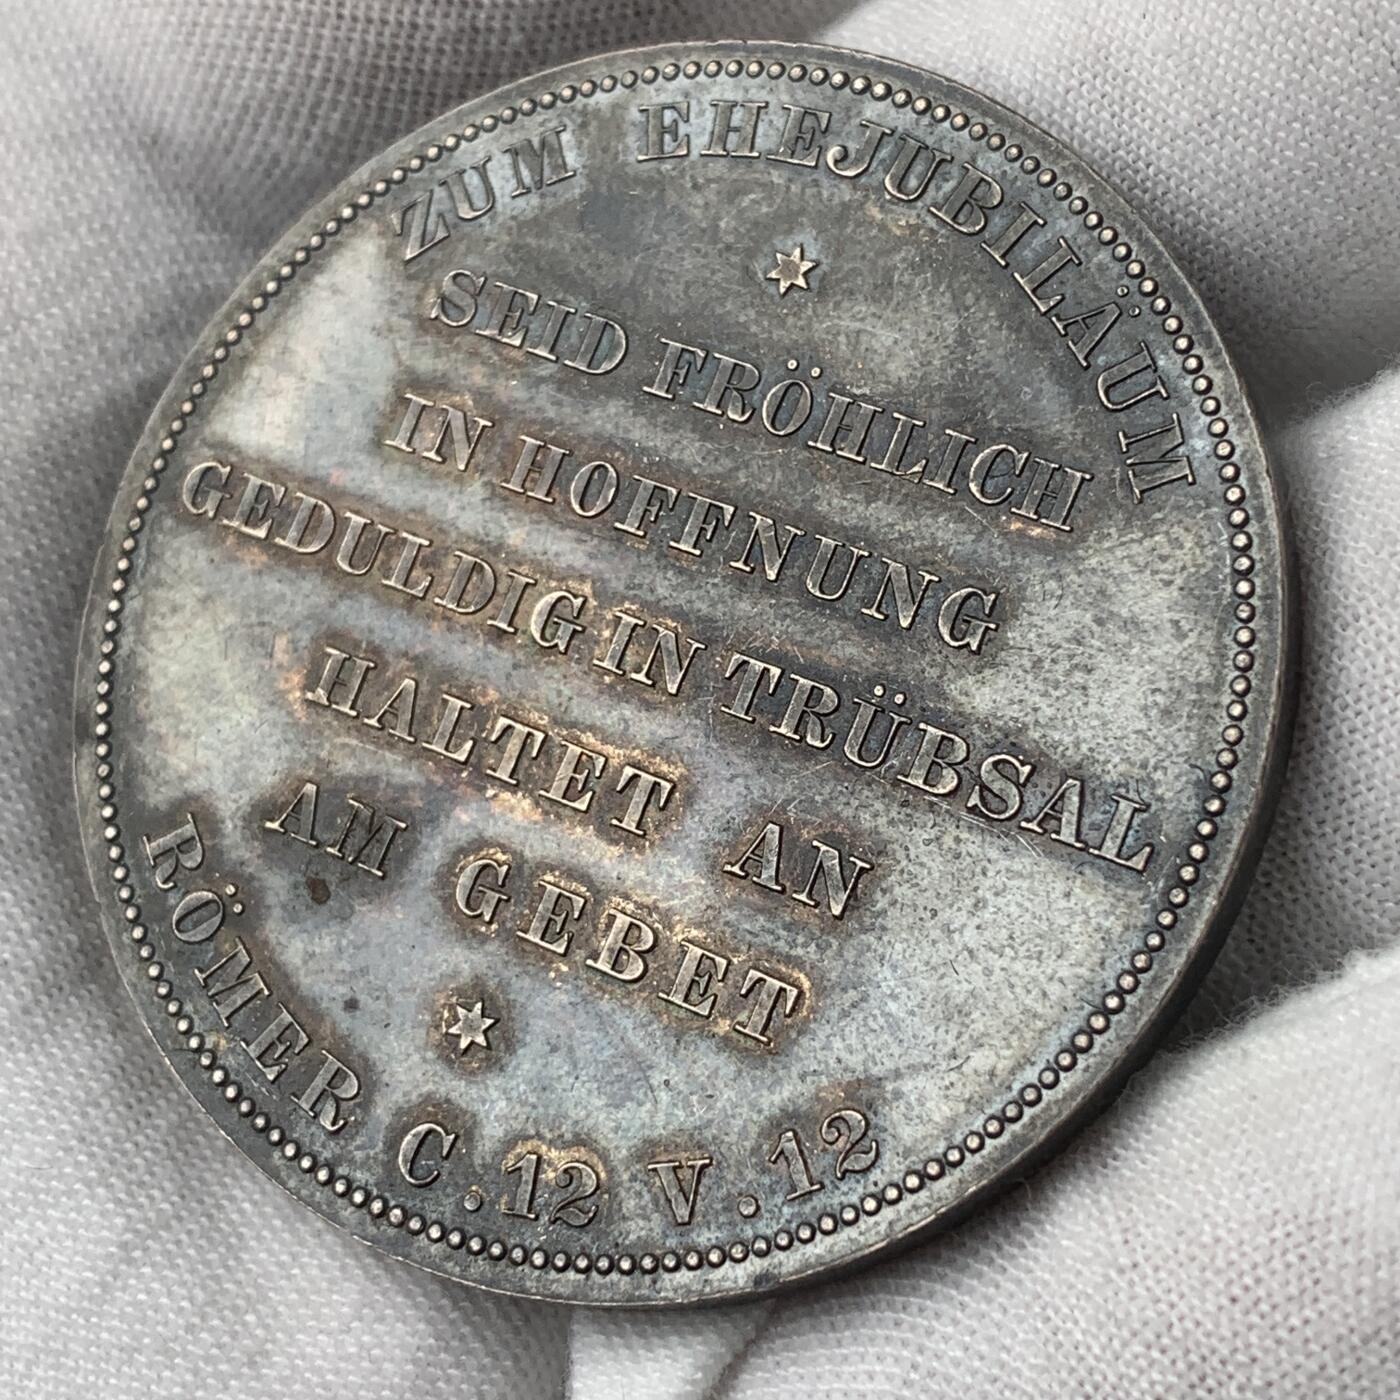 ZUM EHEJUBILÄUM
SEID FRÖHLICH
IN HOFFNUNG
GEDULDIG IN TRÜBSAL
HALTET AN
AM GEBET
RÖMER C. 12 V. 12